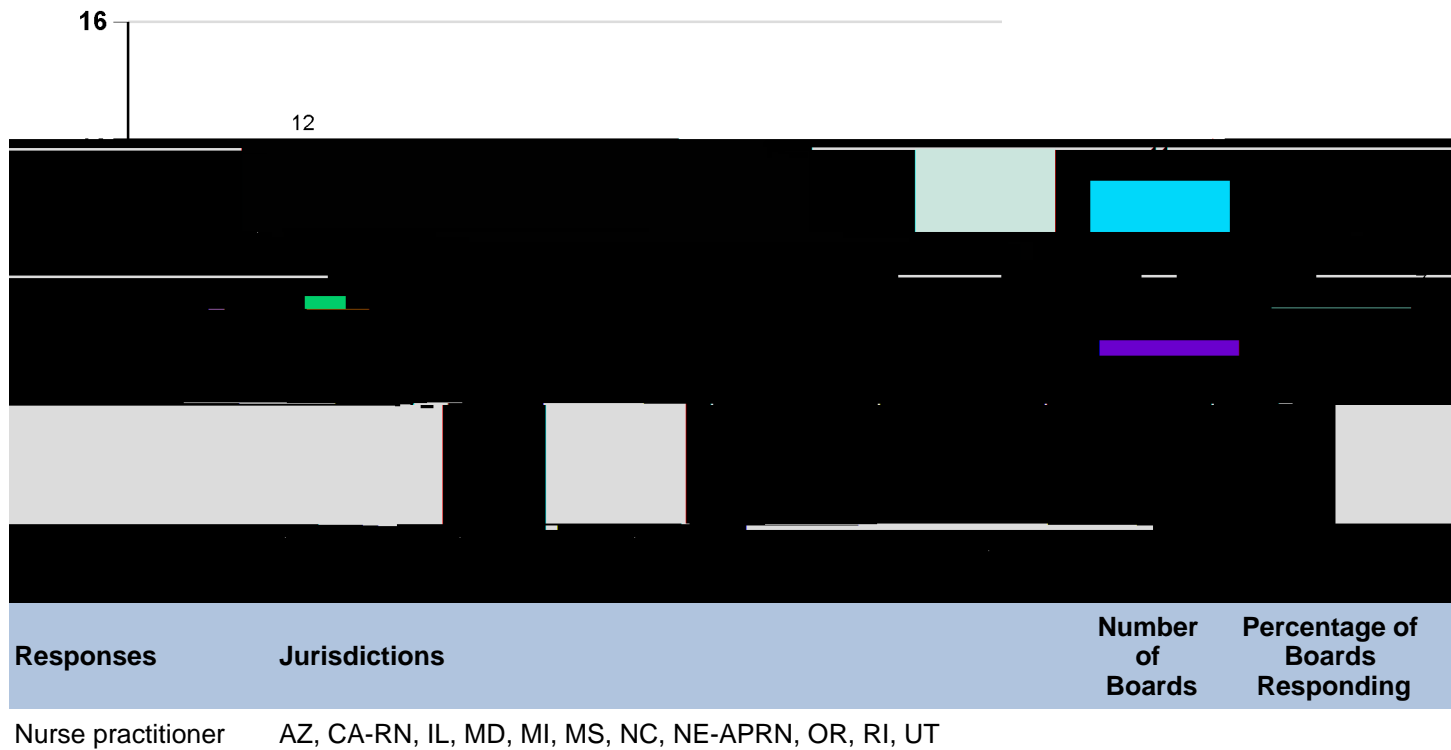 16
12
Responses Jurisdictions Number of Boards Percentage of Boards Responding
Nurse practitioner AZ, CA-RN, IL, MD, MI, MS, NC, NE-APRN, OR, RI, UT